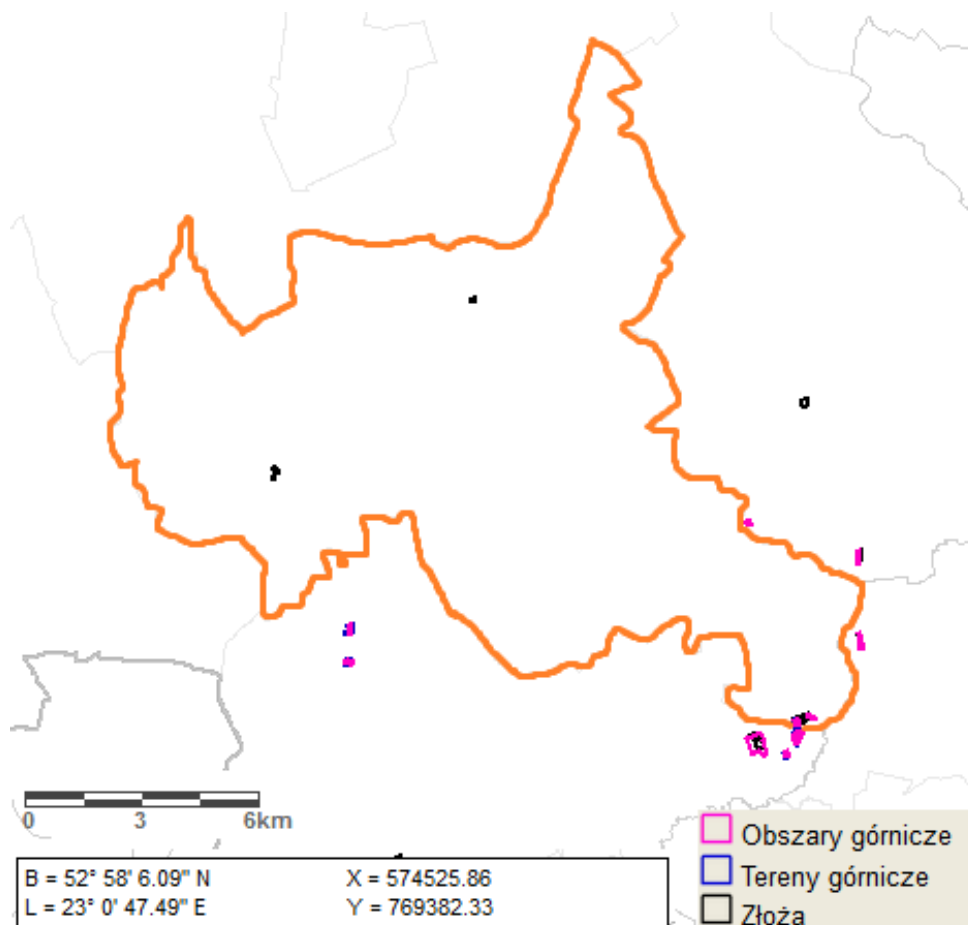 0 3 6km
Obszary górnicze
Tereny górnicze
Złoża
B = 52° 58' 6.09" N X = 574525.86
L = 23° 0' 47.49" E Y = 769382.33